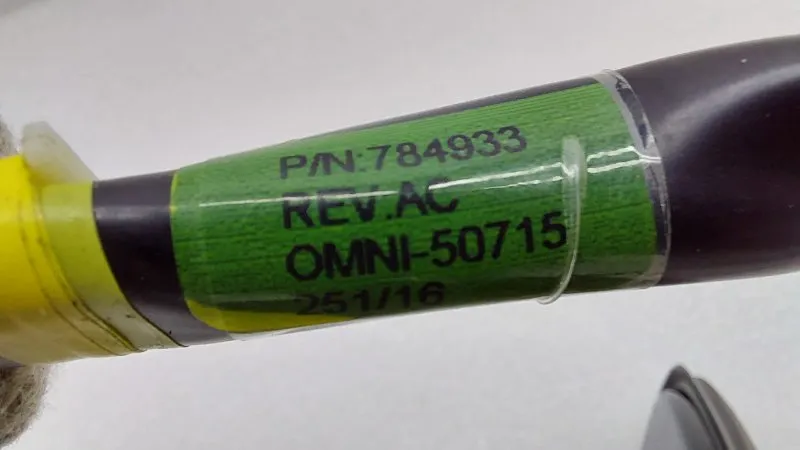 P/N:784933
REV.AC
OMNI-50715
251/16